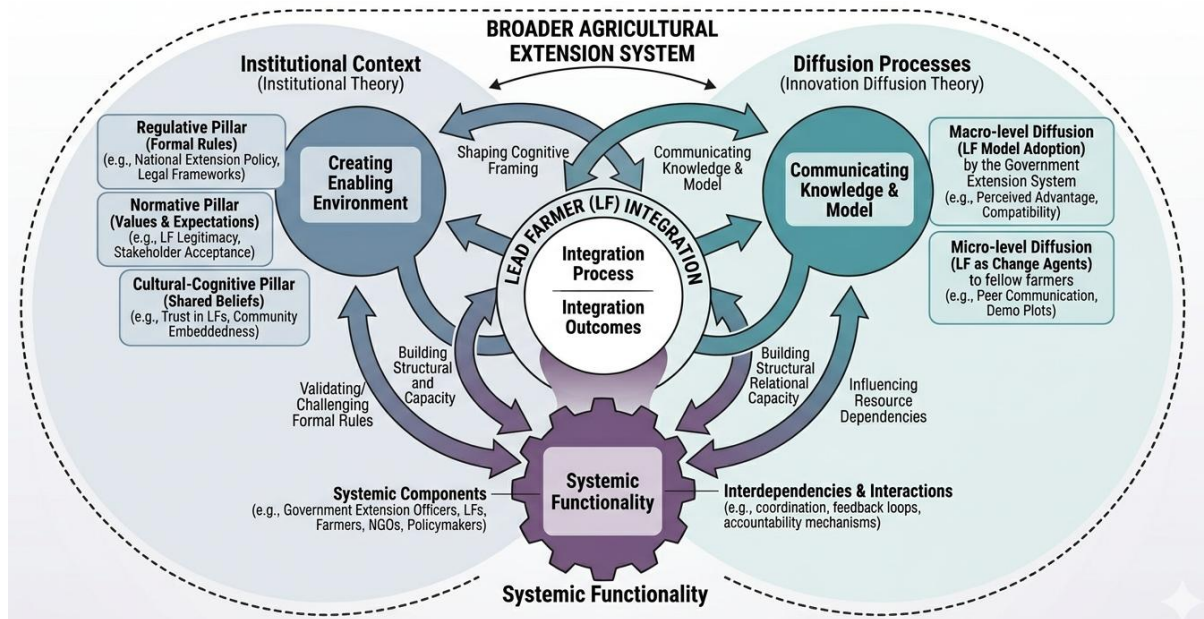 BROADER AGRICULTURAL
EXTENSION SYSTEM
Institutional Context
(Institutional Theory)
Diffusion Processes
(Innovation Diffusion Theory)
Regulative Pillar
(Formal Rules)
(e.g., National Extension Policy,
Legal Frameworks)
Normative Pillar
(Values & Expectations)
(e.g., LF Legitimacy,
Stakeholder Acceptance)
Cultural-Cognitive Pillar
(Shared Beliefs)
(e.g., Trust in LFs, Community
Embeddedness)
Creating
Enabling
Environment
Shaping Cognitive
Framing
Communicating
Knowledge &
Model
Communicating
Knowledge &
Model
Macro-level Diffusion
(LF Model Adoption)
by the Government
Extension System
(e.g., Perceived Advantage,
Compatibility)
Micro-level Diffusion
(LF as Change Agents)
to fellow farmers
(e.g., Peer Communication,
Demo Plots)
LEAD FARMER (LF) INTEGRATION
Integration
Process
Integration
Outcomes
Validating/
Challenging
Formal Rules
Building
Structural
and
Capacity
Building
Structural
Relational
Capacity
Influencing
Resource
Dependencies
Systemic Components
(e.g., Government Extension Officers, LFs,
Farmers, NGOs, Policymakers)
Systemic
Functionality
Interdependencies & Interactions
(e.g., coordination, feedback loops,
accountability mechanisms)
Systemic Functionality